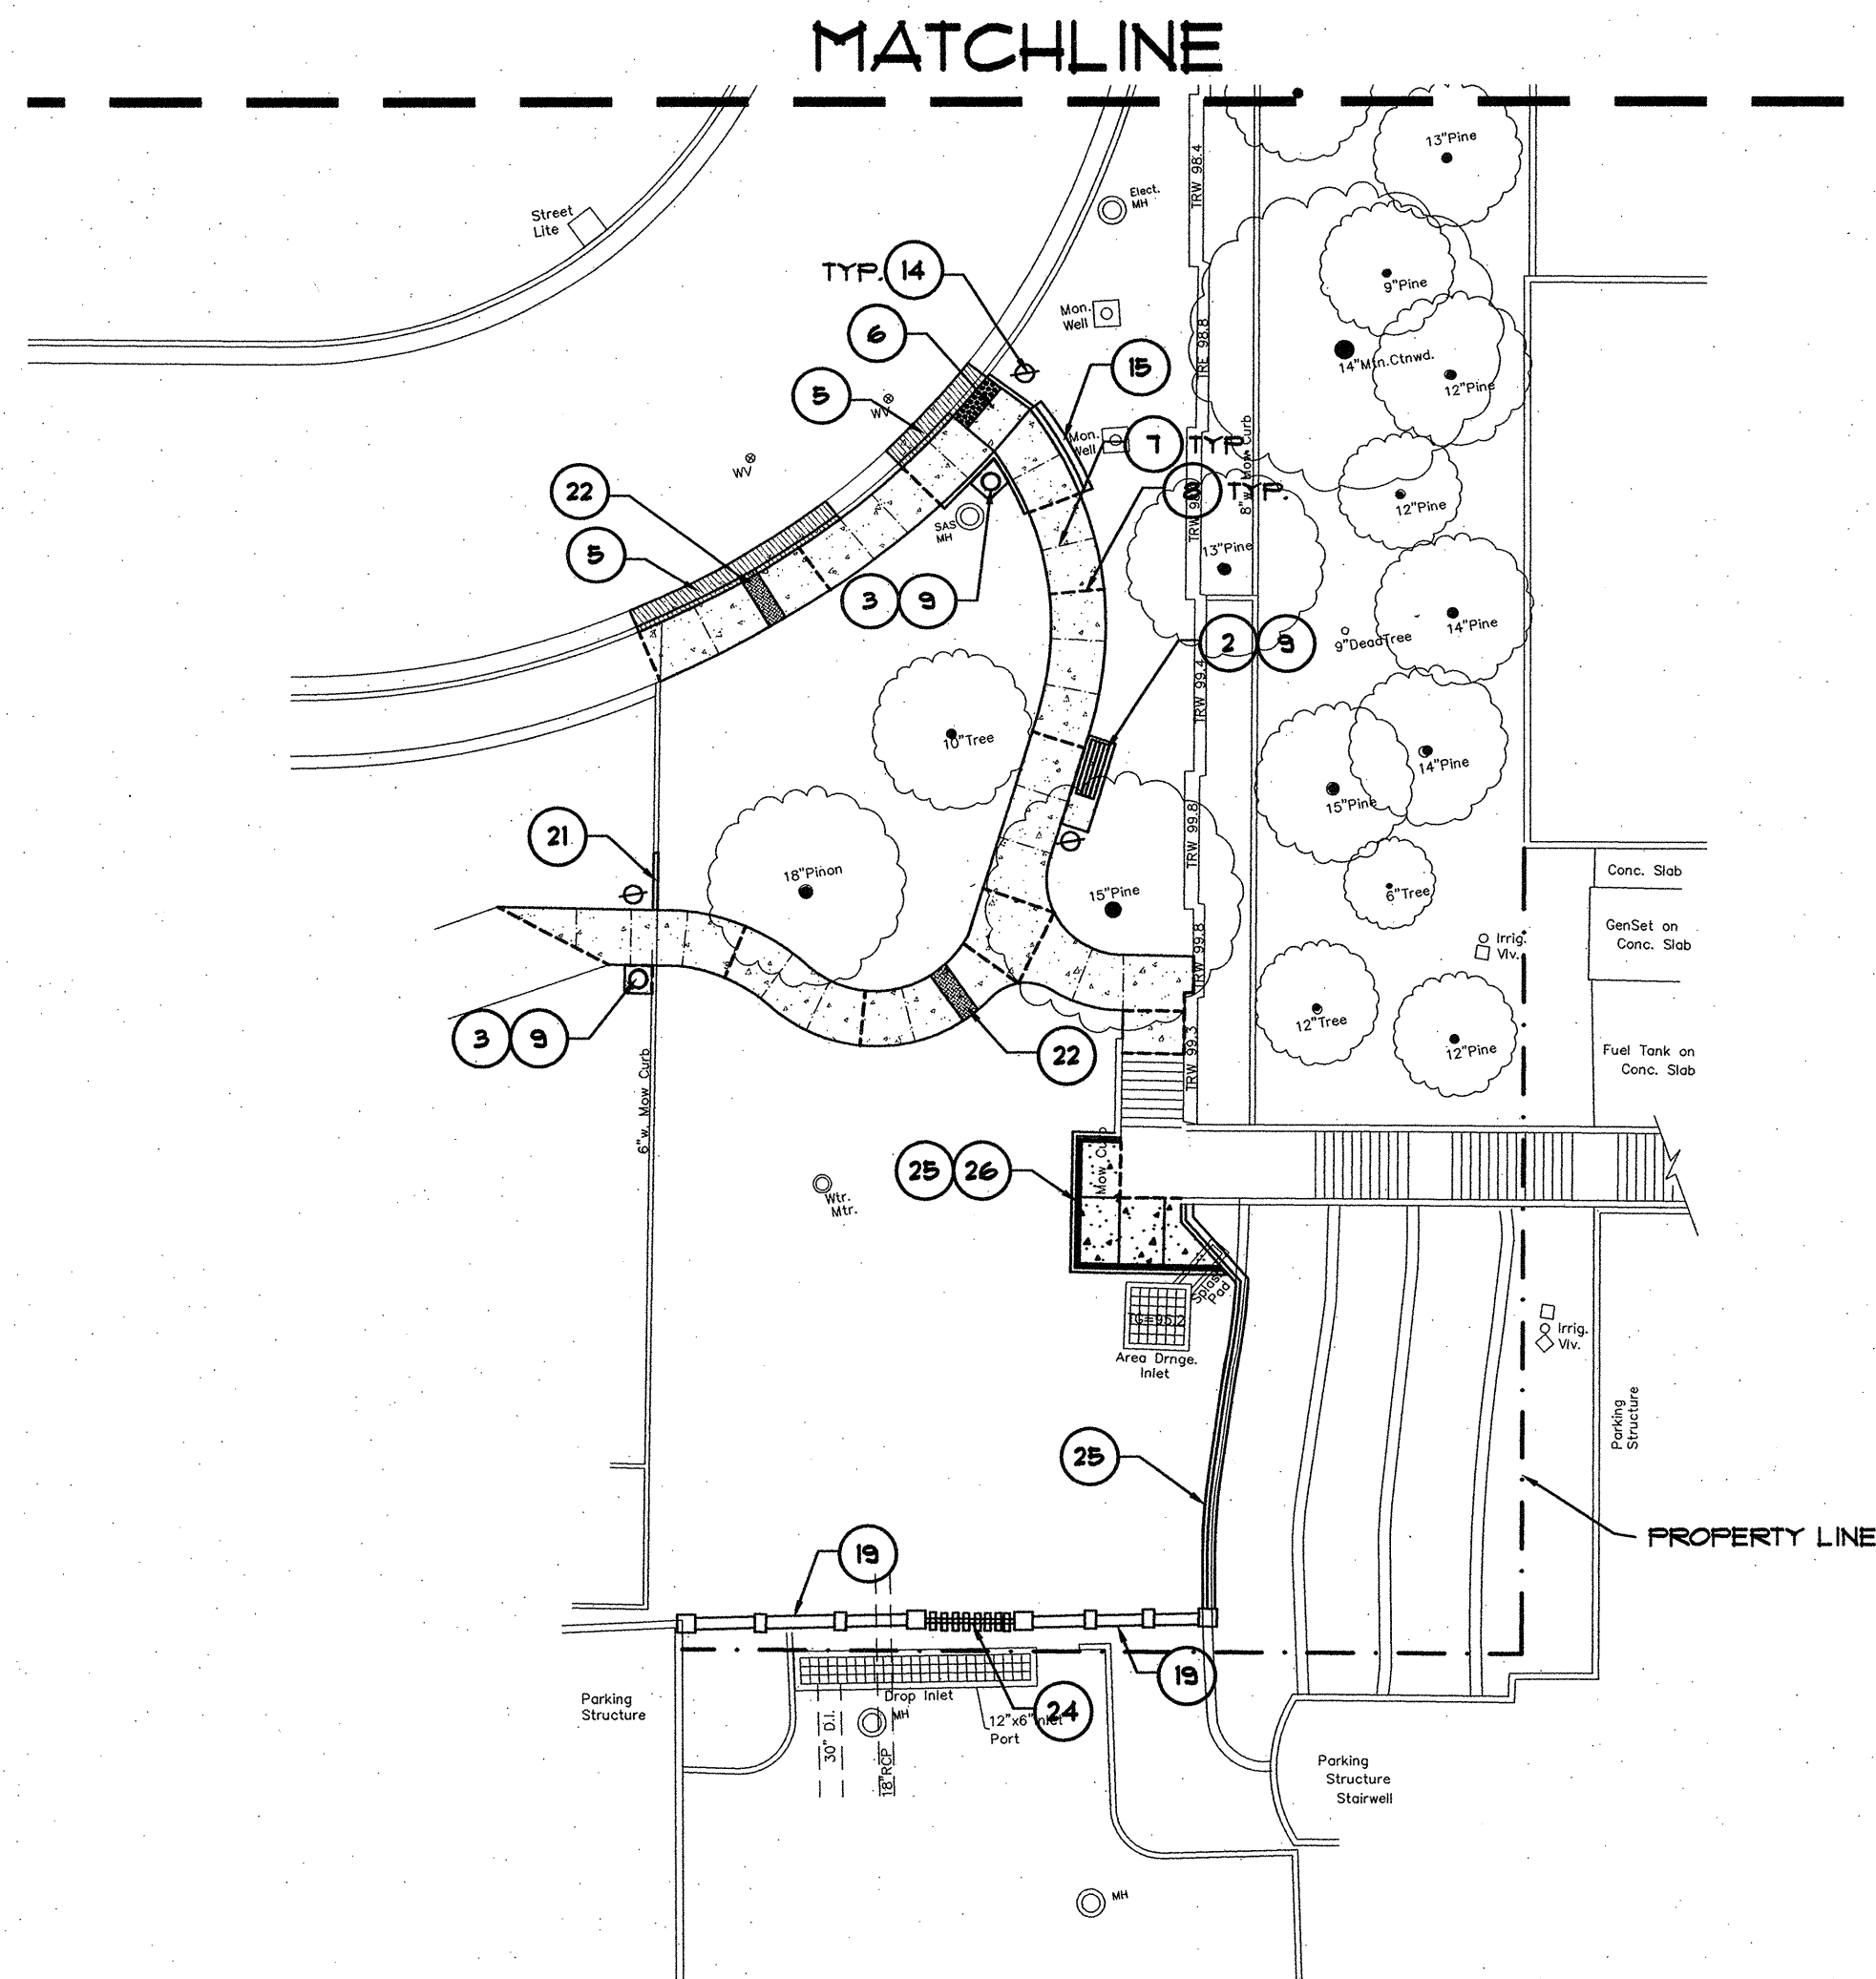 MATCHLINE
13"Pine
TRW 98.4
Elect.
MH
Street
Lite
TYP. 14
9"Pine
Mon.
Well
6
TRE 98.8
14"Mtn.Ctnwd.
15
12"Pine
5
WV
8"w. Mow Curb
Mon.
Well
7 TYP.
WV
22
8 TYP.
12"Pine
SAS
MH
TRW
5
13"Pine
3 9
14"Pine
2 9
9"DeadTree
TRW 99.4
10"Tree
14"Pine
15"Pine
21
TRW 99.8
18"Pinon
15"Pine
6"Tree
Conc. Slab
GenSet on
Conc. Slab
TRW 99.8
Irrig.
Vlv.
12"Tree
3 9
22
12"Pine
Fuel Tank on
Conc. Slab
TRW 99.3
6"w. Mow Curb
25 26
Mow
Wtr.
Mtr.
Splash
Pad
TG=95.2
Irrig.
Vlv.
Area Drnge.
Inlet
Parking
Structure
25
PROPERTY LINE
19
19
Parking
Structure
Drop Inlet
MH
24
12"x6"Inlet
Port
30" D.I.
18"RCP
Parking
Structure
Stairwell
MH